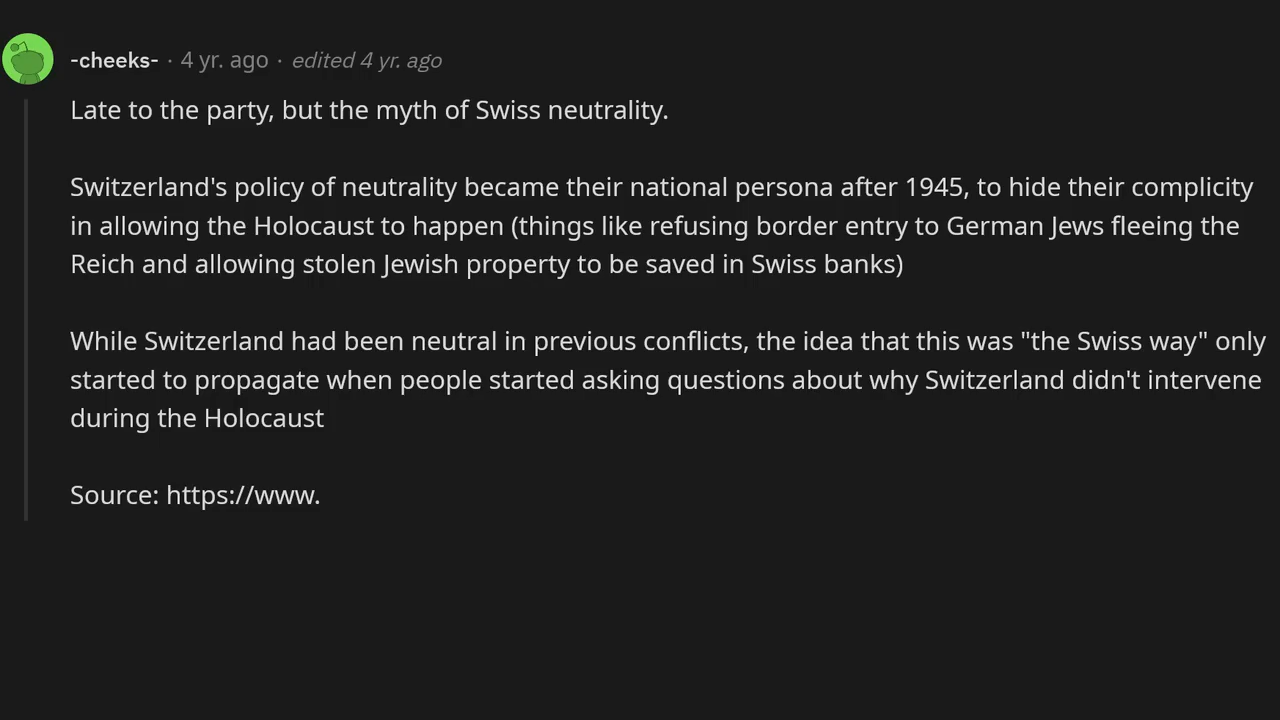 -cheeks- · 4 yr. ago · edited 4 yr. ago
Late to the party, but the myth of Swiss neutrality.
Switzerland's policy of neutrality became their national persona after 1945, to hide their complicity
in allowing the Holocaust to happen (things like refusing border entry to German Jews fleeing the
Reich and allowing stolen Jewish property to be saved in Swiss banks)
While Switzerland had been neutral in previous conflicts, the idea that this was "the Swiss way" only
started to propagate when people started asking questions about why Switzerland didn't intervene
during the Holocaust
Source: https://www.